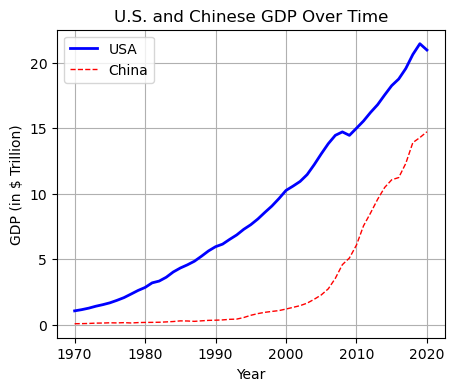 U.S. and Chinese GDP Over Time
USA
China
GDP (in $ Trillion)
20
15
10
5
0
1970 1980 1990 2000 2010 2020
Year